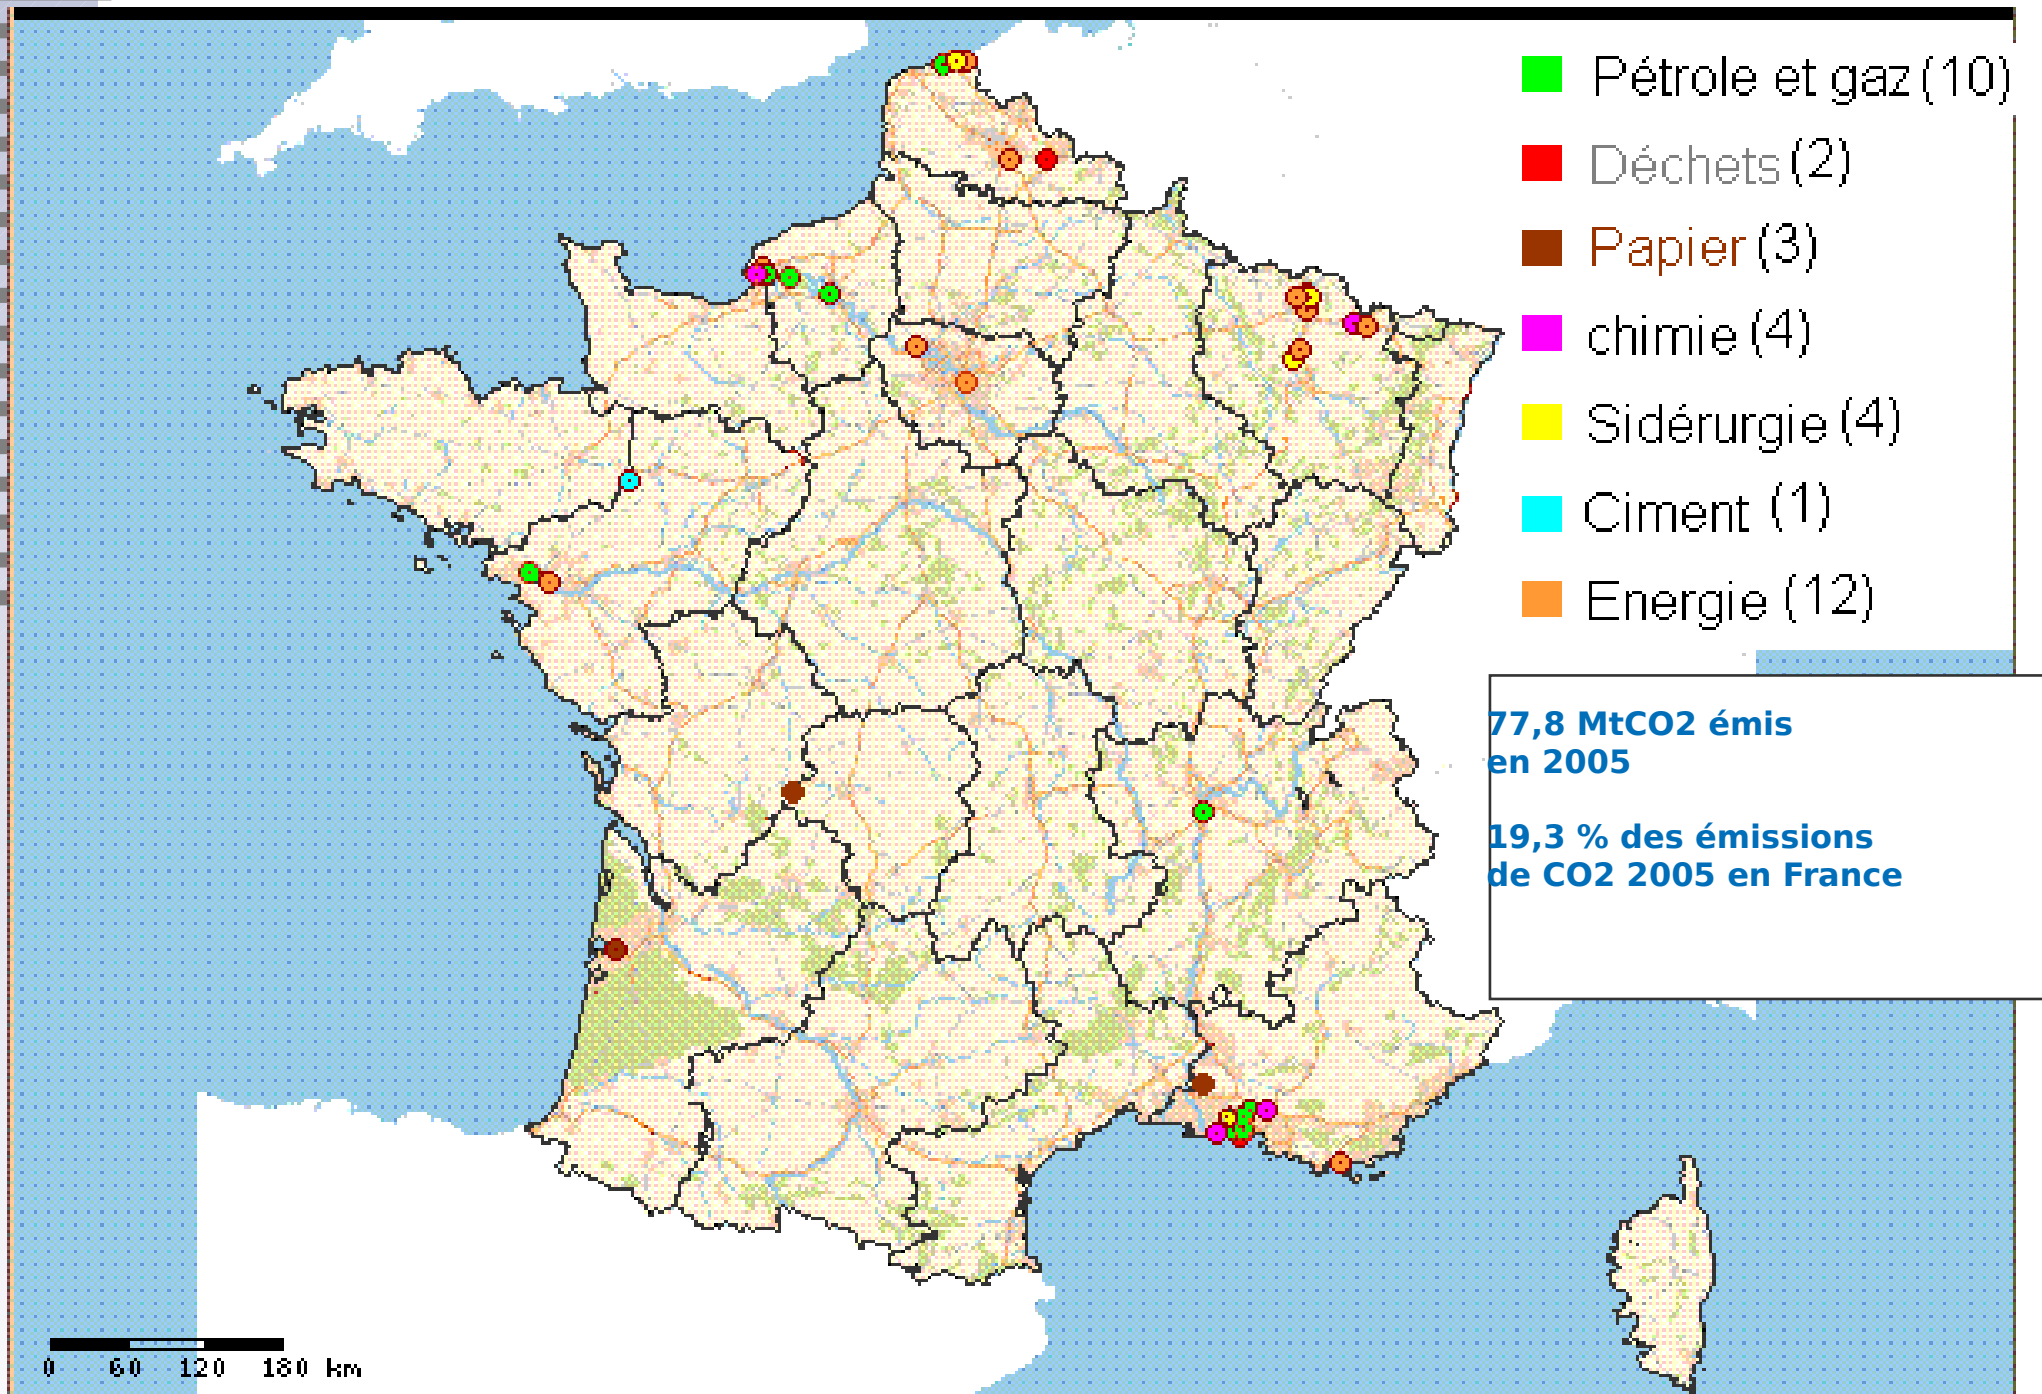 Pétrole et gaz (10)
Déchets (2)
Papier (3)
chimie (4)
Sidérurgie (4)
Ciment (1)
Energie (12)
77,8 MtCO2 émis
en 2005
19,3 % des émissions
de CO2 2005 en France
0 60 120 180 km